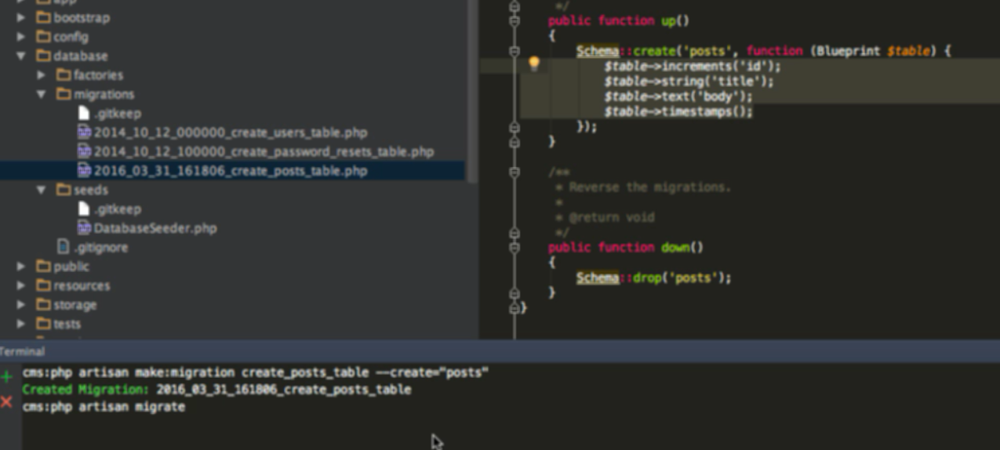 app
bootstrap
config
database
factories
migrations
.gitkeep
2014_10_12_000000_create_users_table.php
2014_10_12_100000_create_password_resets_table.php
2016_03_31_161806_create_posts_table.php
seeds
.gitkeep
DatabaseSeeder.php
.gitignore
public
resources
storage
tests
*/
public function up()
{
Schema::create('posts', function (Blueprint $table) {
$table->increments('id');
$table->string('title');
$table->text('body');
$table->timestamps();
});
}
/**
* Reverse the migrations.
*
* @return void
*/
public function down()
{
Schema::drop('posts');
}
}
Terminal
cms:php artisan make:migration create_posts_table --create="posts"
Created Migration: 2016_03_31_161806_create_posts_table
cms:php artisan migrate